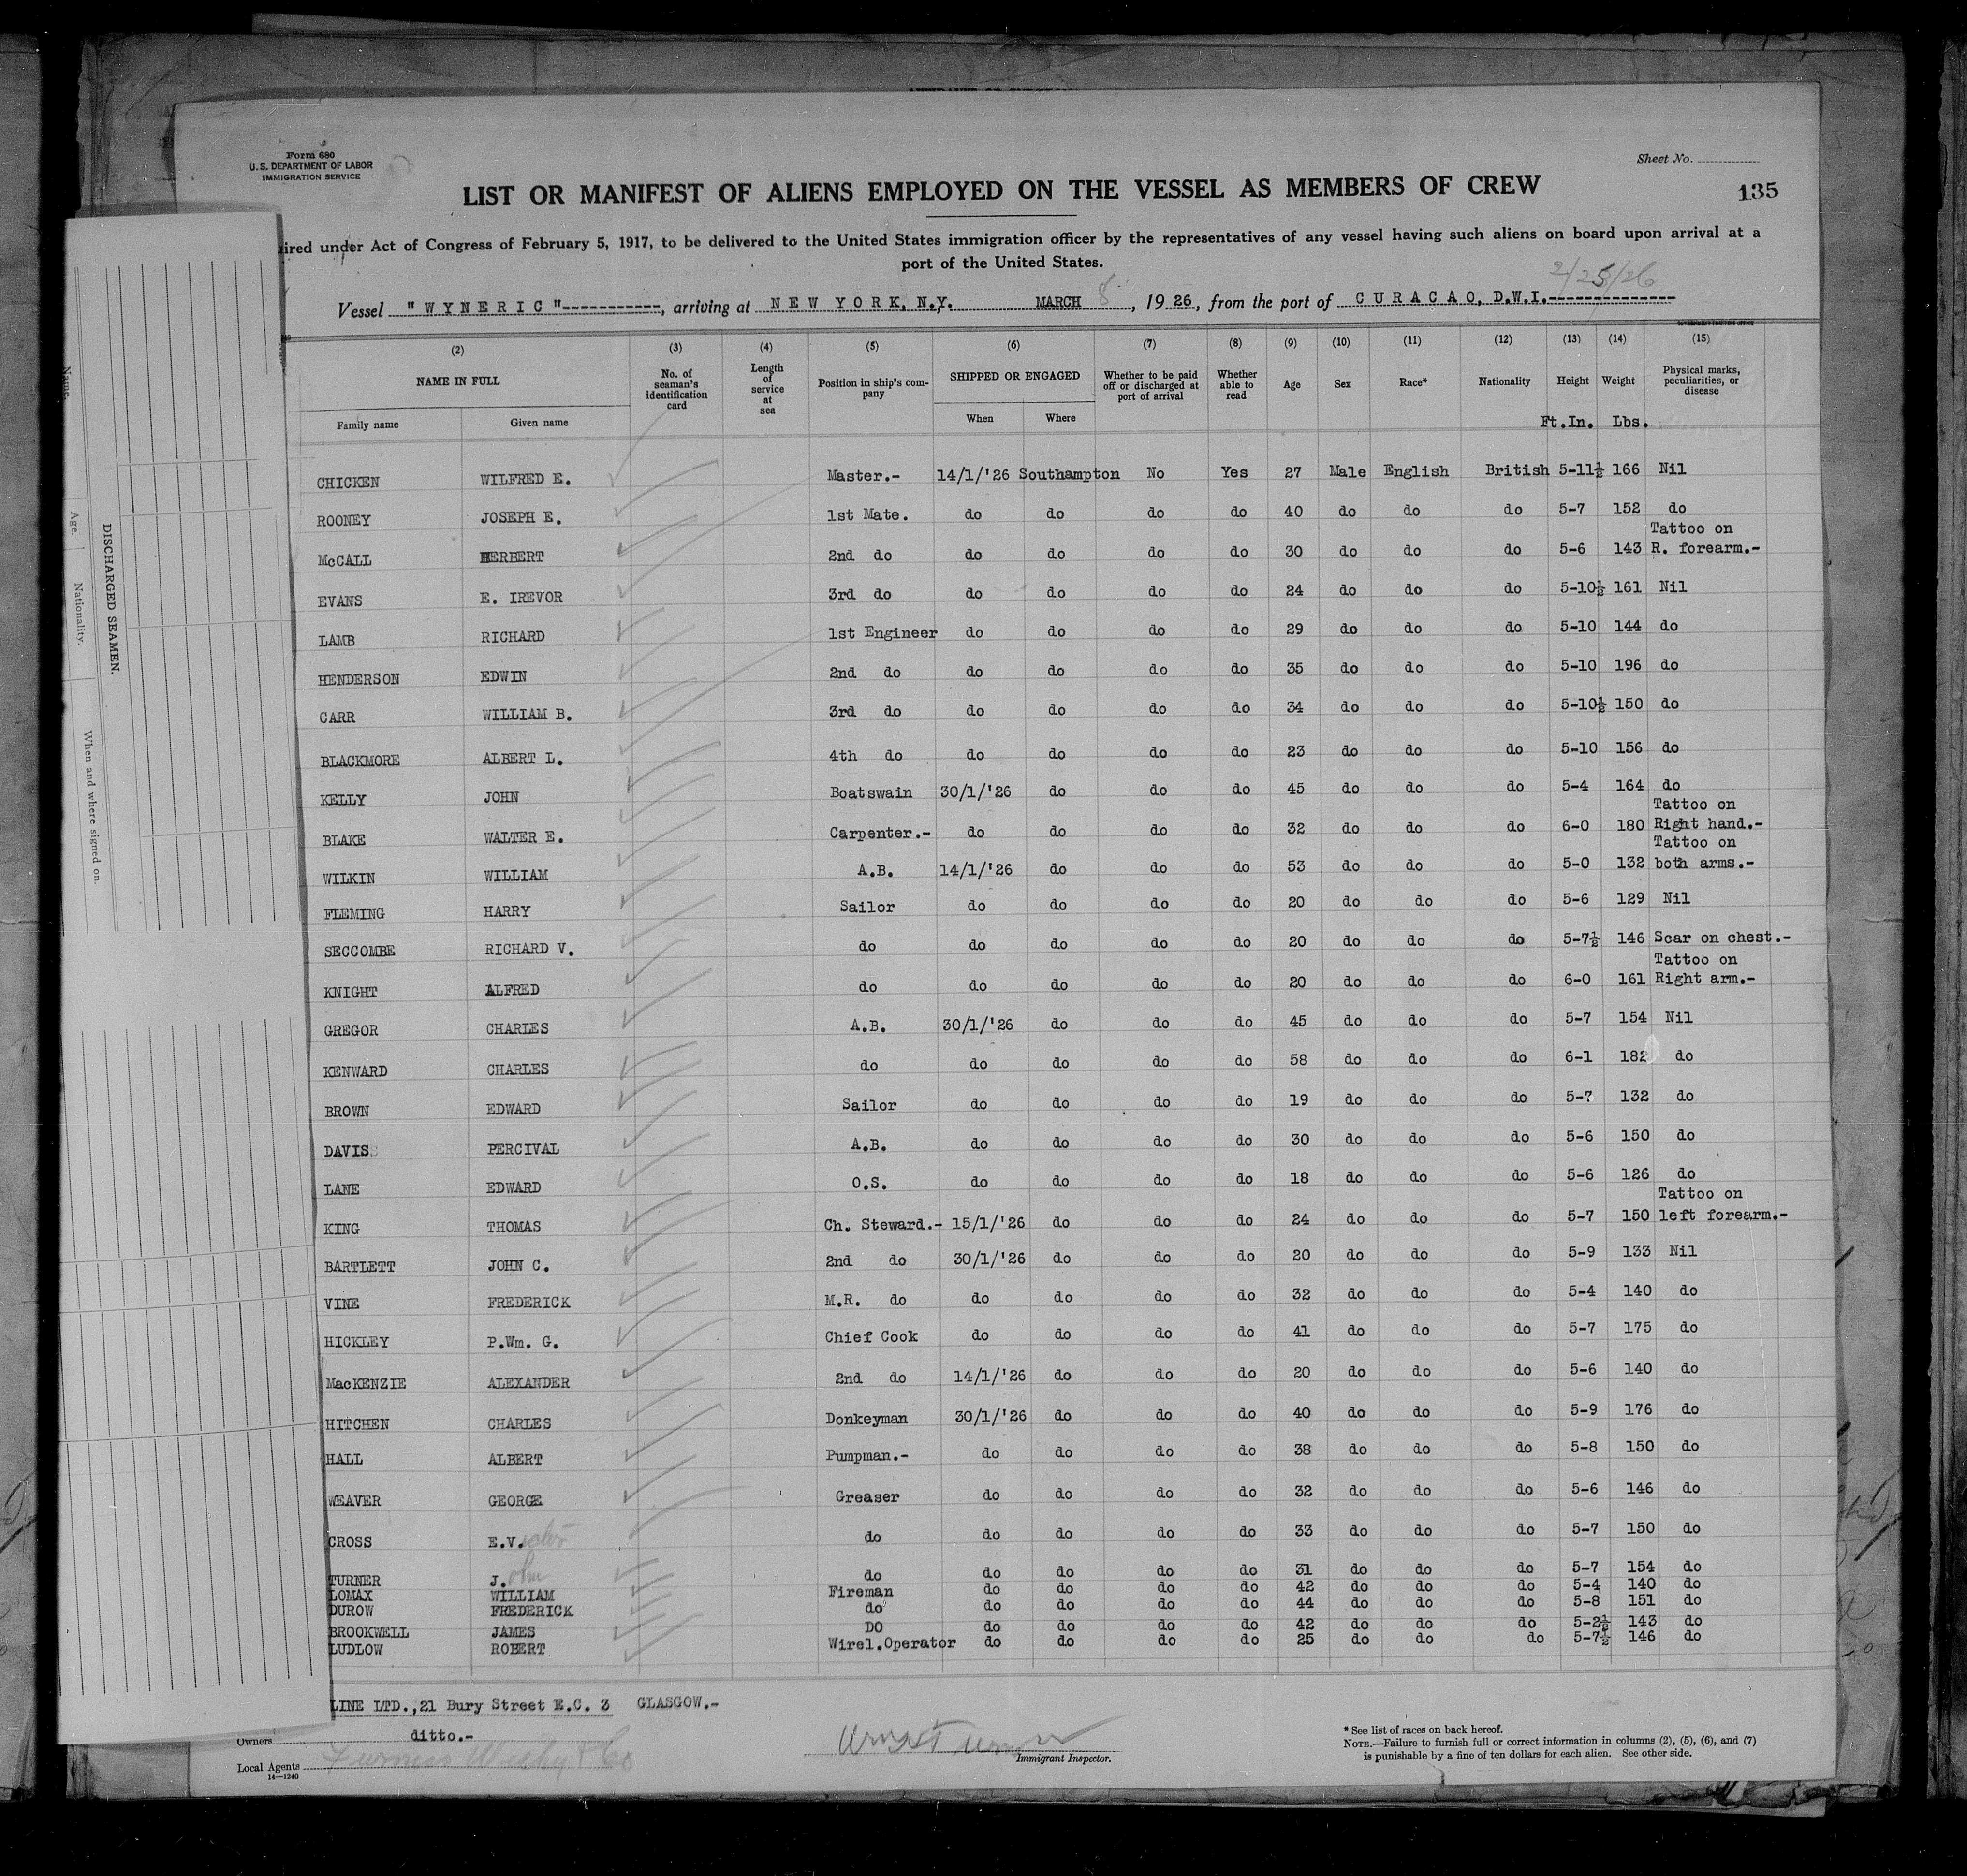 Form 680
U. S. DEPARTMENT OF LABOR
IMMIGRATION SERVICE
Sheet No.
LIST OR MANIFEST OF ALIENS EMPLOYED ON THE VESSEL AS MEMBERS OF CREW
135
ired under Act of Congress of February 5, 1917, to be delivered to the United States immigration officer by the representatives of any vessel having such aliens on board upon arrival at a
port of the United States.
2/25/26
Vessel "WYNERIC"-----------, arriving at NEW YORK, N.Y. MARCH 8, 1926, from the port of CURACAO, D.W.I.---------------
(2) (3) (4) (5) (6) (7) (8) (9) (10) (11) (12) (13) (14) (15)
NAME IN FULL No. of seaman's identification card Length of service at sea Position in ship's company SHIPPED OR ENGAGED Whether to be paid off or discharged at port of arrival Whether able to read Age Sex Race* Nationality Height Weight Physical marks, peculiarities, or disease
Family name Given name When Where Ft.In. Lbs.
CHICKEN WILFRED E. Master.- 14/1/'26 Southampton No Yes 27 Male English British 5-11½ 166 Nil
ROONEY JOSEPH E. 1st Mate. do do do do 40 do do do 5-7 152 do
McCALL HERBERT 2nd do do do do do 30 do do do 5-6 143 Tattoo on R. forearm.-
EVANS E. IREVOR 3rd do do do do do 24 do do do 5-10½ 161 Nil
LAMB RICHARD 1st Engineer do do do do 29 do do do 5-10 144 do
HENDERSON EDWIN 2nd do do do do do 35 do do do 5-10 196 do
CARR WILLIAM B. 3rd do do do do do 34 do do do 5-10½ 150 do
BLACKMORE ALBERT L. 4th do do do do do 23 do do do 5-10 156 do
KELLY JOHN Boatswain 30/1/'26 do do do 45 do do do 5-4 164 do
BLAKE WALTER E. Carpenter.- do do do do 32 do do do 6-0 180 Tattoo on Right hand.-
WILKIN WILLIAM A.B. 14/1/'26 do do do 53 do do do 5-0 132 Tattoo on both arms.-
FLEMING HARRY Sailor do do do do 20 do do do 5-6 129 Nil
SECCOMBE RICHARD V. do do do do do 20 do do do 5-7½ 146 Scar on chest.-
KNIGHT ALFRED do do do do do 20 do do do 6-0 161 Tattoo on Right arm.-
GREGOR CHARLES A.B. 30/1/'26 do do do 45 do do do 5-7 154 Nil
KENWARD CHARLES do do do do do 58 do do do 6-1 182 do
BROWN EDWARD Sailor do do do do 19 do do do 5-7 132 do
DAVIS PERCIVAL A.B. do do do do 30 do do do 5-6 150 do
LANE EDWARD O.S. do do do do 18 do do do 5-6 126 do
KING THOMAS Ch. Steward.- 15/1/'26 do do do 24 do do do 5-7 150 Tattoo on left forearm.-
BARTLETT JOHN C. 2nd do 30/1/'26 do do do 20 do do do 5-9 133 Nil
VINE FREDERICK M.R. do do do do do 32 do do do 5-4 140 do
HICKLEY P.Wm. G. Chief Cook do do do do 41 do do do 5-7 175 do
MacKENZIE ALEXANDER 2nd do 14/1/'26 do do do 20 do do do 5-6 140 do
HITCHEN CHARLES Donkeyman 30/1/'26 do do do 40 do do do 5-9 176 do
HALL ALBERT Pumpman.- do do do do 38 do do do 5-8 150 do
WEAVER GEORGE Greaser do do do do 32 do do do 5-6 146 do
CROSS E.V. do do do do do 33 do do do 5-7 150 do
TURNER J. ohn do do do do do 31 do do do 5-7 154 do
LOMAX WILLIAM Fireman do do do do 42 do do do 5-4 140 do
DUROW FREDERICK do do do do do 44 do do do 5-8 151 do
BROOKWELL JAMES DO do do do do 42 do do do 5-2½ 143 do
LUDLOW ROBERT Wirel.Operator do do do do 25 do do do 5-7½ 146 do
LINE LTD.,21 Bury Street E.C. 3 GLASGOW.-
Owners ditto.-
Local Agents Furness Withy & Co
14—1240
Immigrant Inspector.
* See list of races on back hereof.
NOTE.—Failure to furnish full or correct information in columns (2), (5), (6), and (7)
is punishable by a fine of ten dollars for each alien. See other side.
Name.
Age.
Nationality.
When and where signed on.
DISCHARGED SEAMEN.